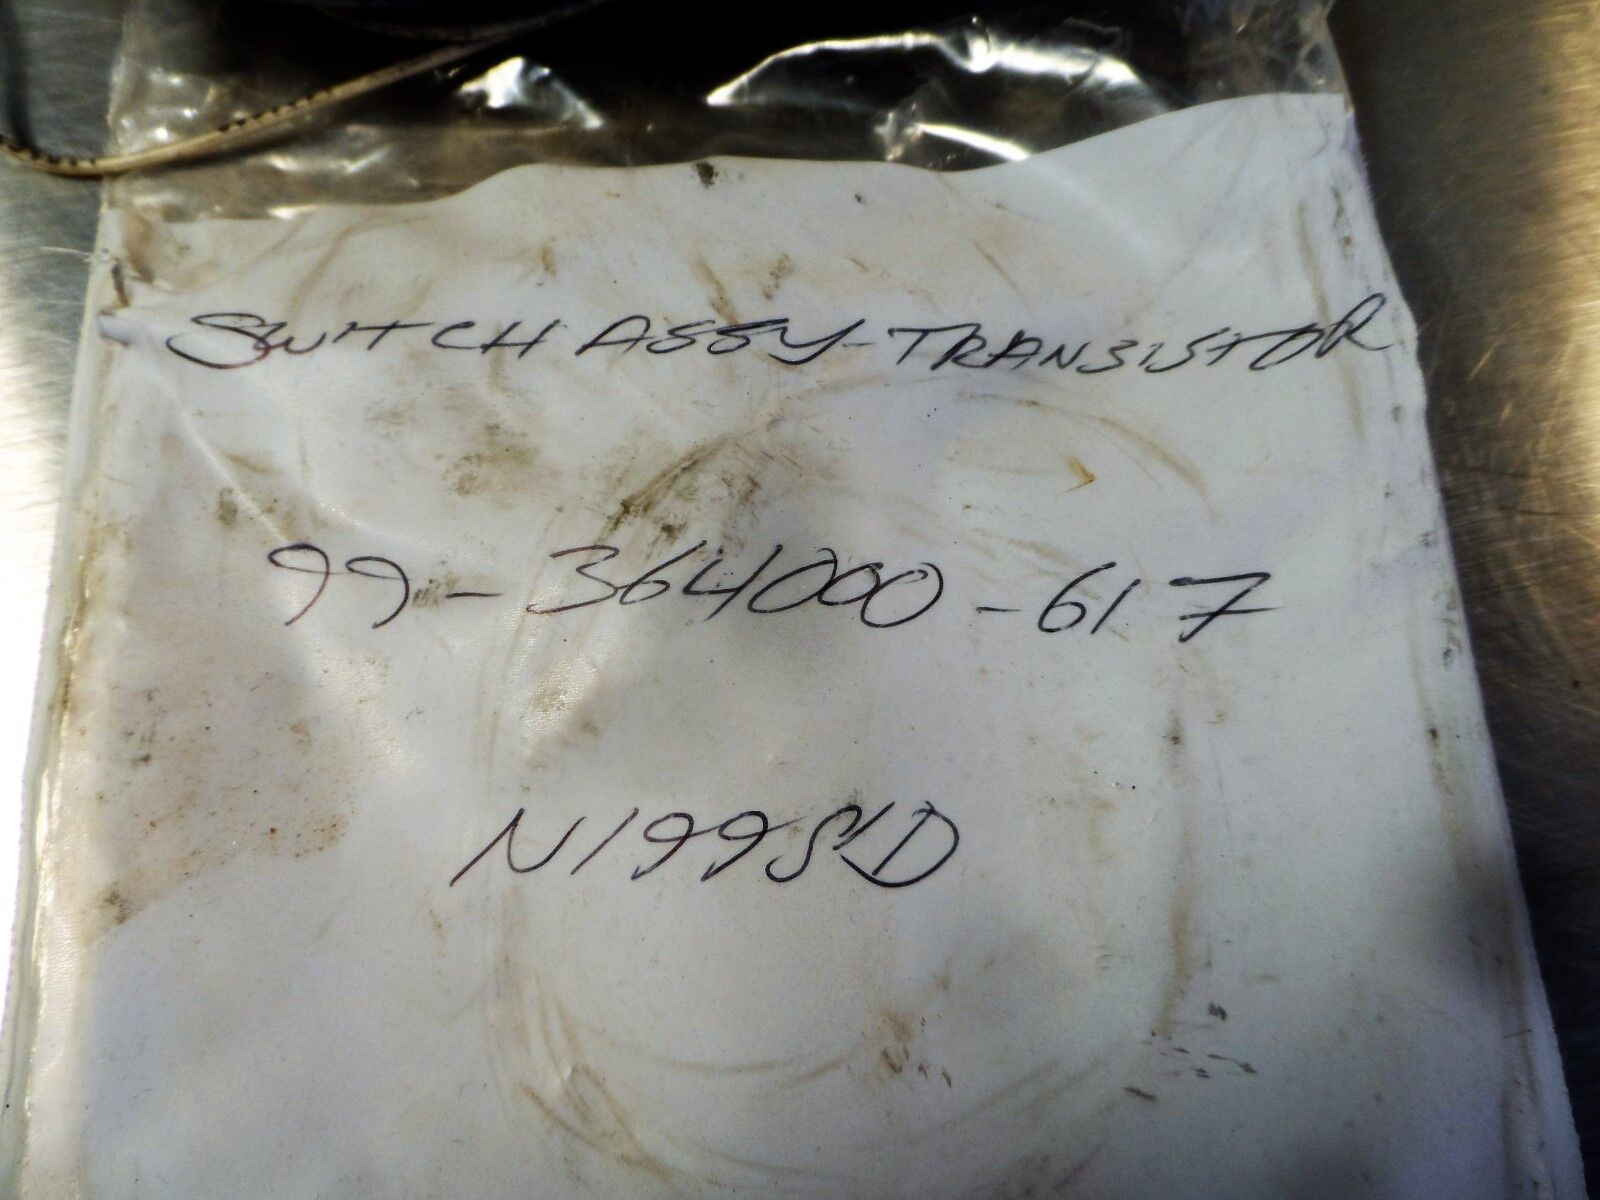 SWITCH ASSY-TRANSISTOR
99-364000-617
N199SD